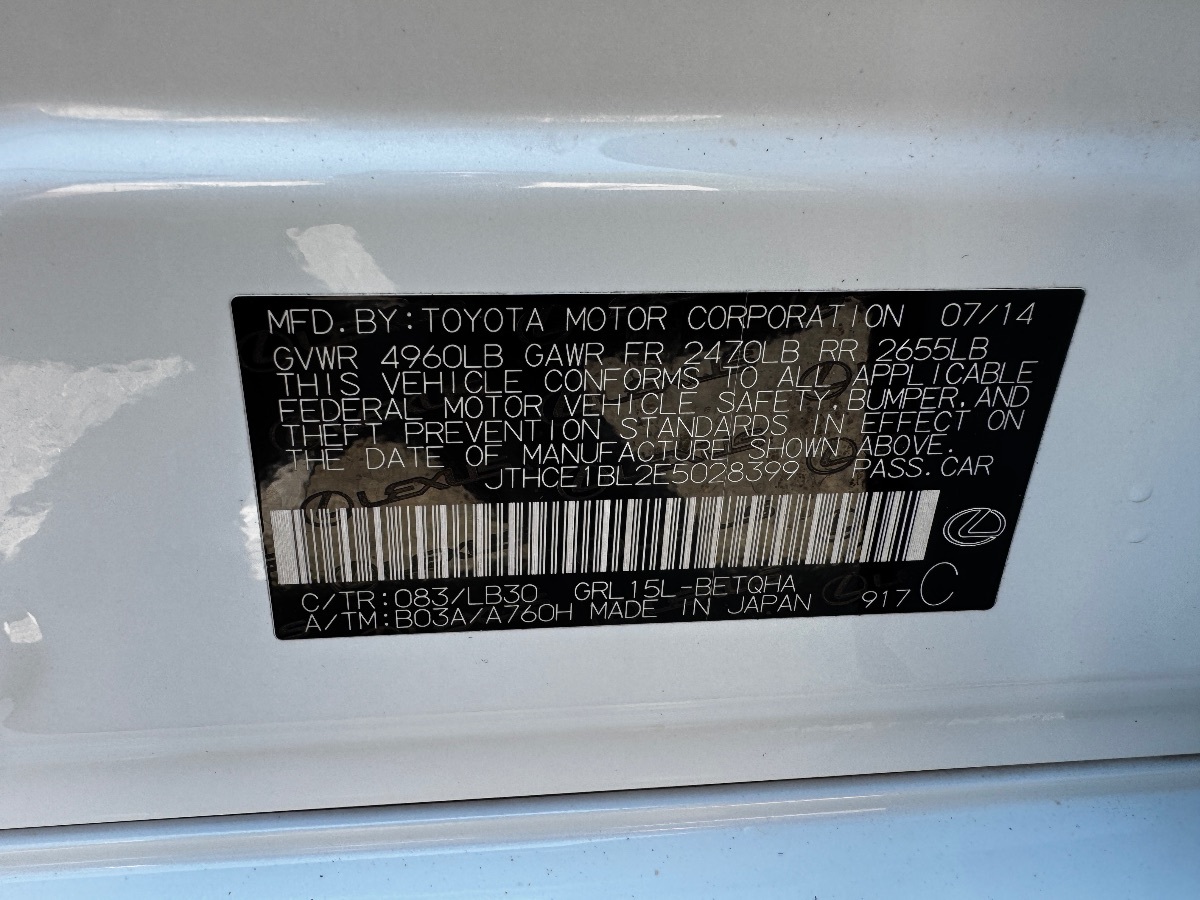 MFD.BY:TOYOTA MOTOR CORPORATION 07/14
GVWR 4960LB GAWR FR 2470LB RR 2655LB
THIS VEHICLE CONFORMS TO ALL APPLICABLE
FEDERAL MOTOR VEHICLE SAFETY,BUMPER,AND
THEFT PREVENTION STANDARDS IN EFFECT ON
THE DATE OF MANUFACTURE SHOWN ABOVE.
JTHCE1BL2E5028399 PASS.CAR
LEXUS
C/TR:083/LB30 GRL15L-BETQHA
A/TM:B03A/A760H MADE IN JAPAN 917 C